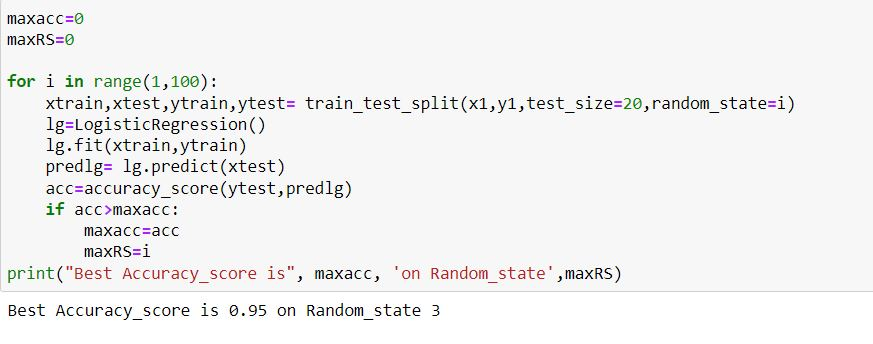 maxacc=0
maxRS=0
for i in range(1,100):
    xtrain,xtest,ytrain,ytest= train_test_split(x1,y1,test_size=20,random_state=i)
    lg=LogisticRegression()
    lg.fit(xtrain,ytrain)
    predlg= lg.predict(xtest)
    acc=accuracy_score(ytest,predlg)
    if acc>maxacc:
        maxacc=acc
        maxRS=i
print("Best Accuracy_score is", maxacc, 'on Random_state',maxRS)
Best Accuracy_score is 0.95 on Random_state 3